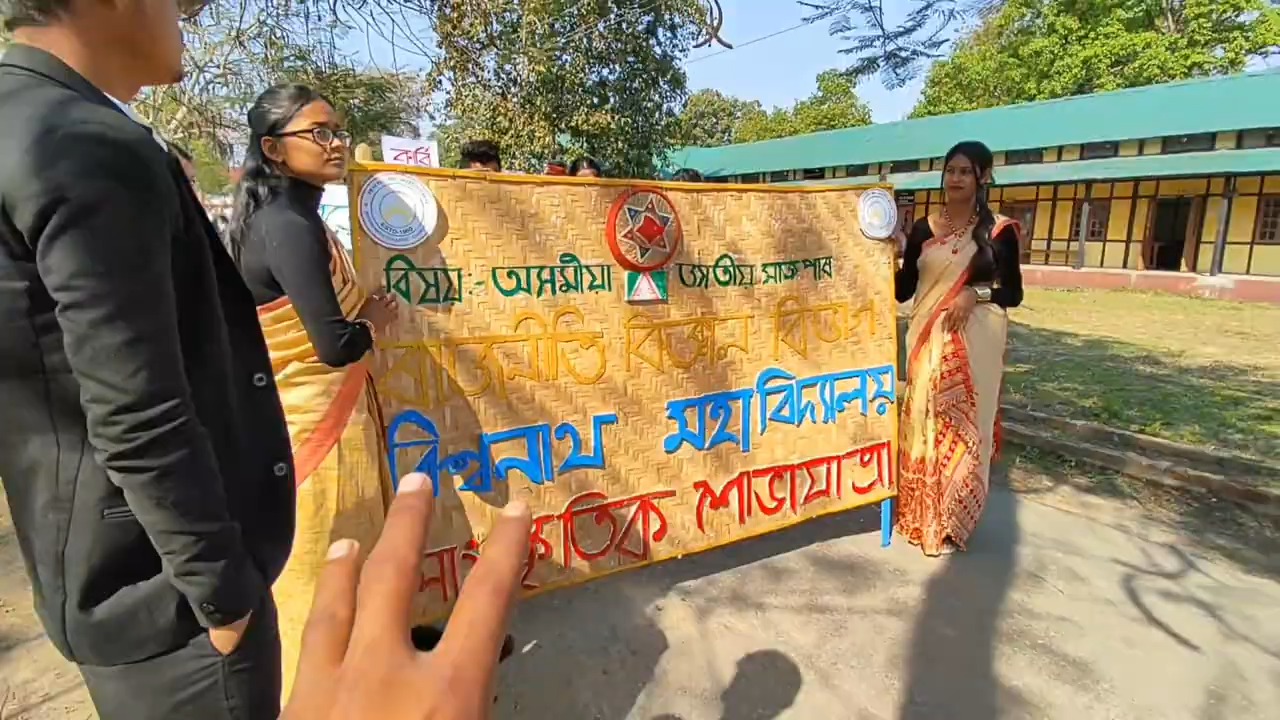 কাৰ্বি
বিষয় :- অসমীয়া জাতীয় সাজ পাৰ
ৰাজনীতি বিজ্ঞান বিভাগ
বিশ্বনাথ মহাবিদ্যালয়
সাংস্কৃতিক শোভাযাত্ৰা